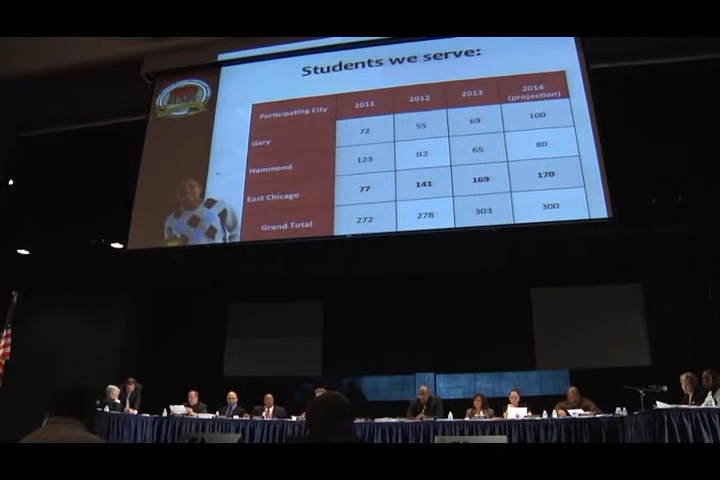 Students we serve:
Participating City 2011 2012 2013 2014 (projection)
Gary 72 55 69 100
Hammond 123 82 65 80
East Chicago 77 141 169 170
Grand Total 272 278 303 300